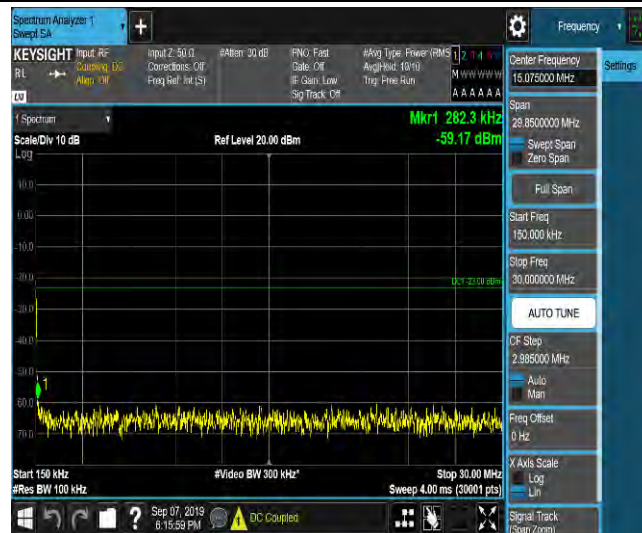 Spectrum Analyzer 1
Swept SA
+
Frequency
KEYSIGHT
RL
Input: RF
Coupling: DC
Align: Off
Input Z: 50 Ω
Corrections: Off
Freq Ref: Int (S)
#Atten: 30 dB
PNO: Fast
Gate: Off
IF Gain: Low
Sig Track: Off
#Avg Type: Power (RMS
Avg|Hold: 10/10
Trig: Free Run
M W W W W W
A A A A A A
LXI
1 Spectrum
Scale/Div 10 dB
Ref Level 20.00 dBm
Mkr1 282.3 kHz
-59.17 dBm
Log
10.0
0.00
-10.0
-20.0
DL1 -23.00 dBm
-30.0
-40.0
-50.0
1
-60.0
-70.0
Start 150 kHz
#Video BW 300 kHz*
Stop 30.00 MHz
#Res BW 100 kHz
Sweep 4.00 ms (30001 pts)
?
Sep 07, 2019
6:15:59 PM
DC Coupled
Center Frequency
15.075000 MHz
Settings
Span
29.8500000 MHz
Swept Span
Zero Span
Full Span
Start Freq
150.000 kHz
Stop Freq
30.000000 MHz
AUTO TUNE
CF Step
2.985000 MHz
Auto
Man
Freq Offset
0 Hz
X Axis Scale
Log
Lin
Signal Track
(Span Zoom)